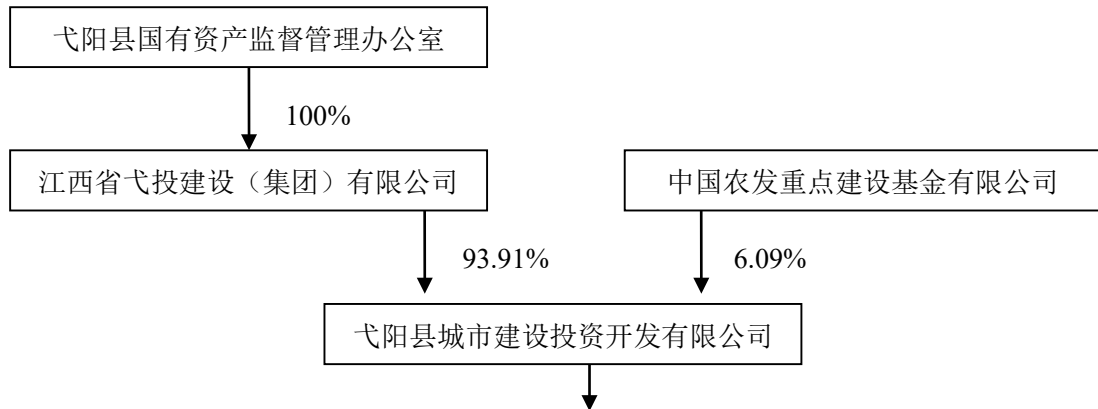 弋阳县国有资产监督管理办公室
100%
江西省弋投建设（集团）有限公司
中国农发重点建设基金有限公司
93.91%
6.09%
弋阳县城市建设投资开发有限公司